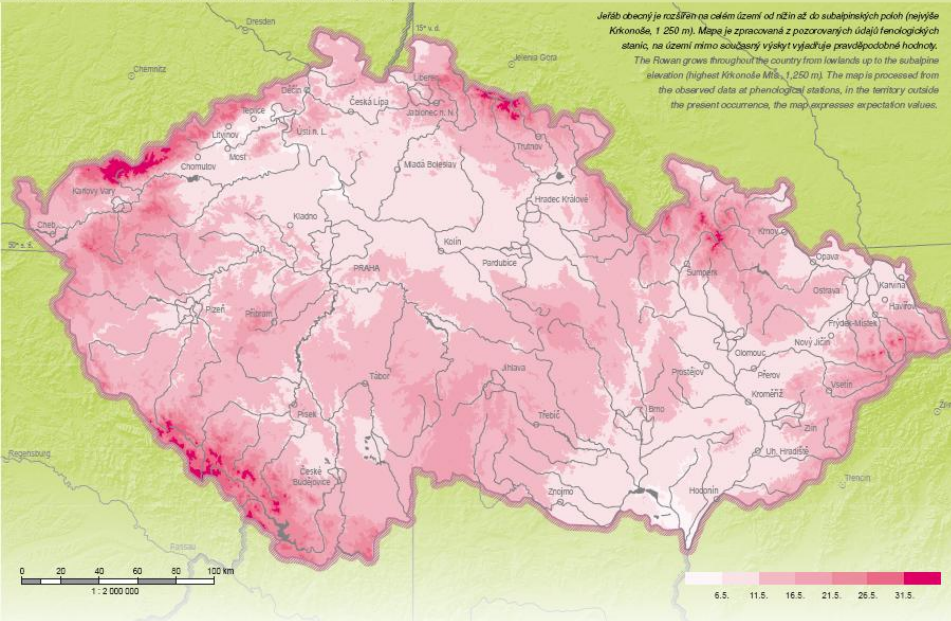 Jeřáb obecný je rozšířen na celém území od nížin až do subalpinských poloh (nejvýše
Krkonoše, 1 250 m). Mapa je zpracovaná z pozorovaných údajů fenologických
stanic, na území mimo současný výskyt vyjadřuje pravděpodobné hodnoty.
The Rowan grows throughout the country from lowlands up to the subalpine
elevation (highest Krkonoše Mts., 1,250 m). The map is processed from
the observed data at phenological stations, in the territory outside
the present occurrence, the map expresses expectation values.
Dresden
15° v. d.
Jelenia Gora
Chemnitz
Liberec
Děčín
Česká Lípa
Teplice
Jablonec n. N.
Ústí n. L.
Litvínov
Most
Trutnov
Chomutov
Mladá Boleslav
Karlovy Vary
Hradec Králové
Kladno
Cheb
Krnov
50° s. š.
Kolín
Opava
Pardubice
PRAHA
Šumperk
Karviná
Ostrava
Havířov
Plzeň
Příbram
Frýdek-Místek
Nový Jičín
Olomouc
Jihlava
Prostějov
Přerov
Tábor
Vsetín
Kroměříž
Písek
Třebíč
Brno
Zlín
Regensburg
Uh. Hradiště
České
Budějovice
Trenčín
Znojmo
Hodonín
Passau
0 20 40 60 80 100 km
1 : 2 000 000
6.5. 11.5. 16.5. 21.5. 26.5. 31.5.